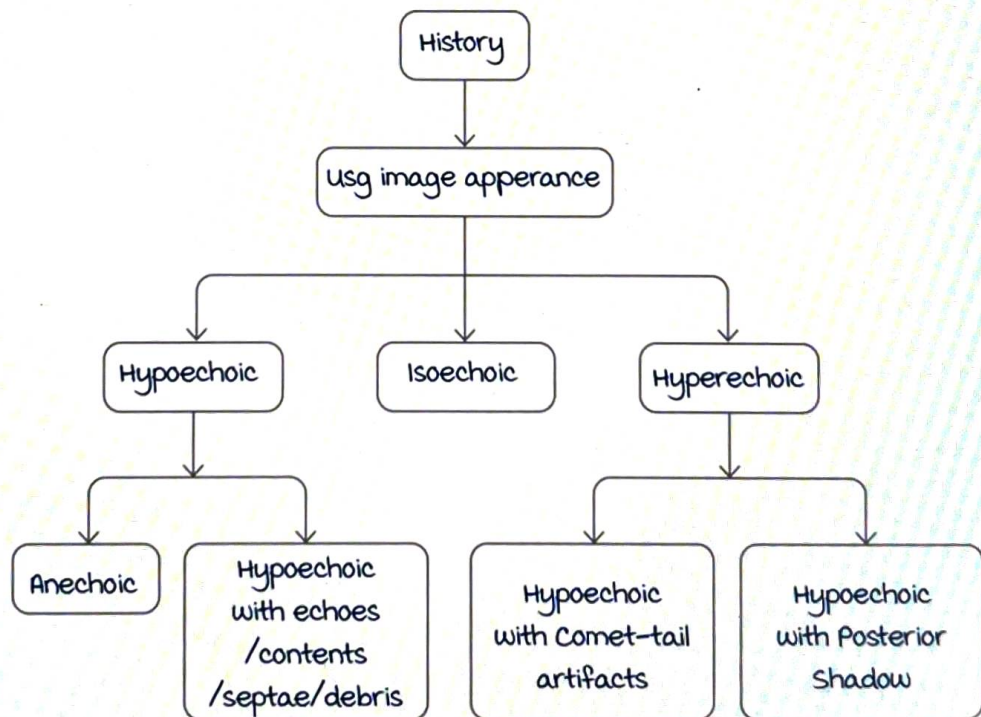 History
usg image apperance
Hypoechoic
Isoechoic
Hyperechoic
Anechoic
Hypoechoic
with echoes
/contents
/septae/debris
Hypoechoic
with Comet-tail
artifacts
Hypoechoic
with Posterior
Shadow